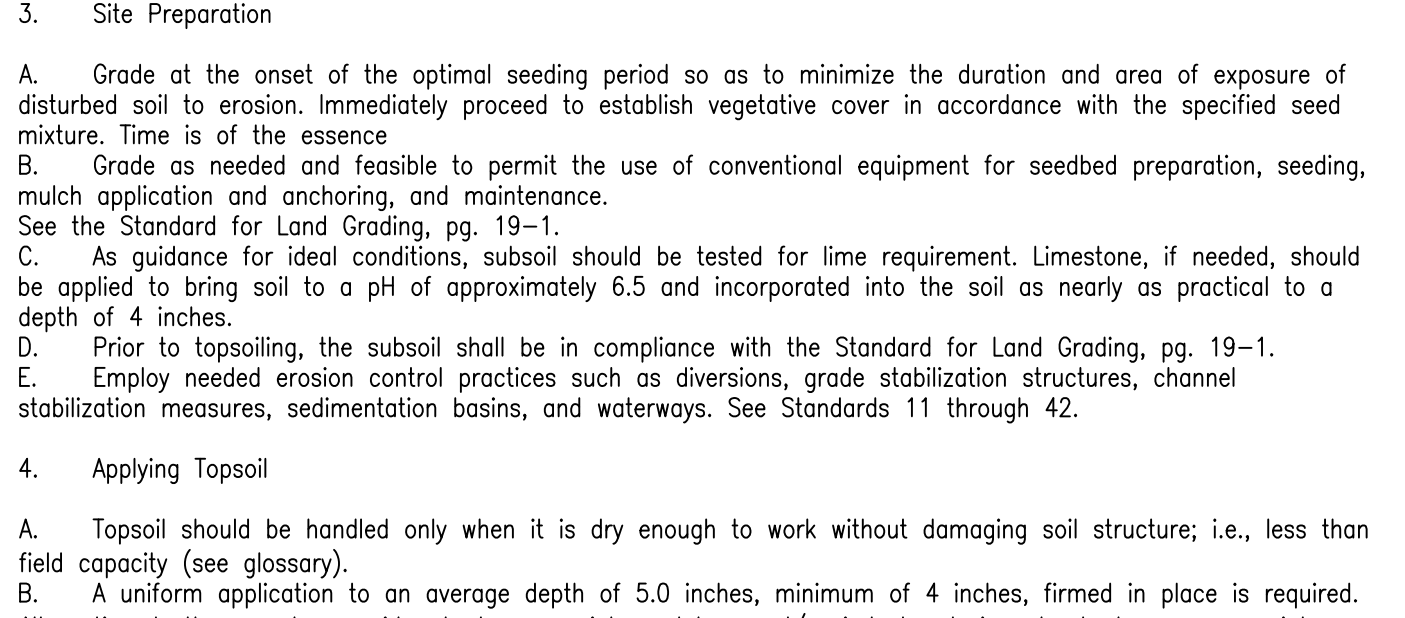 3. Site Preparation
A. Grade at the onset of the optimal seeding period so as to minimize the duration and area of exposure of
disturbed soil to erosion. Immediately proceed to establish vegetative cover in accordance with the specified seed
mixture. Time is of the essence
B. Grade as needed and feasible to permit the use of conventional equipment for seedbed preparation, seeding,
mulch application and anchoring, and maintenance.
See the Standard for Land Grading, pg. 19-1.
C. As guidance for ideal conditions, subsoil should be tested for lime requirement. Limestone, if needed, should
be applied to bring soil to a pH of approximately 6.5 and incorporated into the soil as nearly as practical to a
depth of 4 inches.
D. Prior to topsoiling, the subsoil shall be in compliance with the Standard for Land Grading, pg. 19-1.
E. Employ needed erosion control practices such as diversions, grade stabilization structures, channel
stabilization measures, sedimentation basins, and waterways. See Standards 11 through 42.
4. Applying Topsoil
A. Topsoil should be handled only when it is dry enough to work without damaging soil structure; i.e., less than
field capacity (see glossary).
B. A uniform application to an average depth of 5.0 inches, minimum of 4 inches, firmed in place is required.